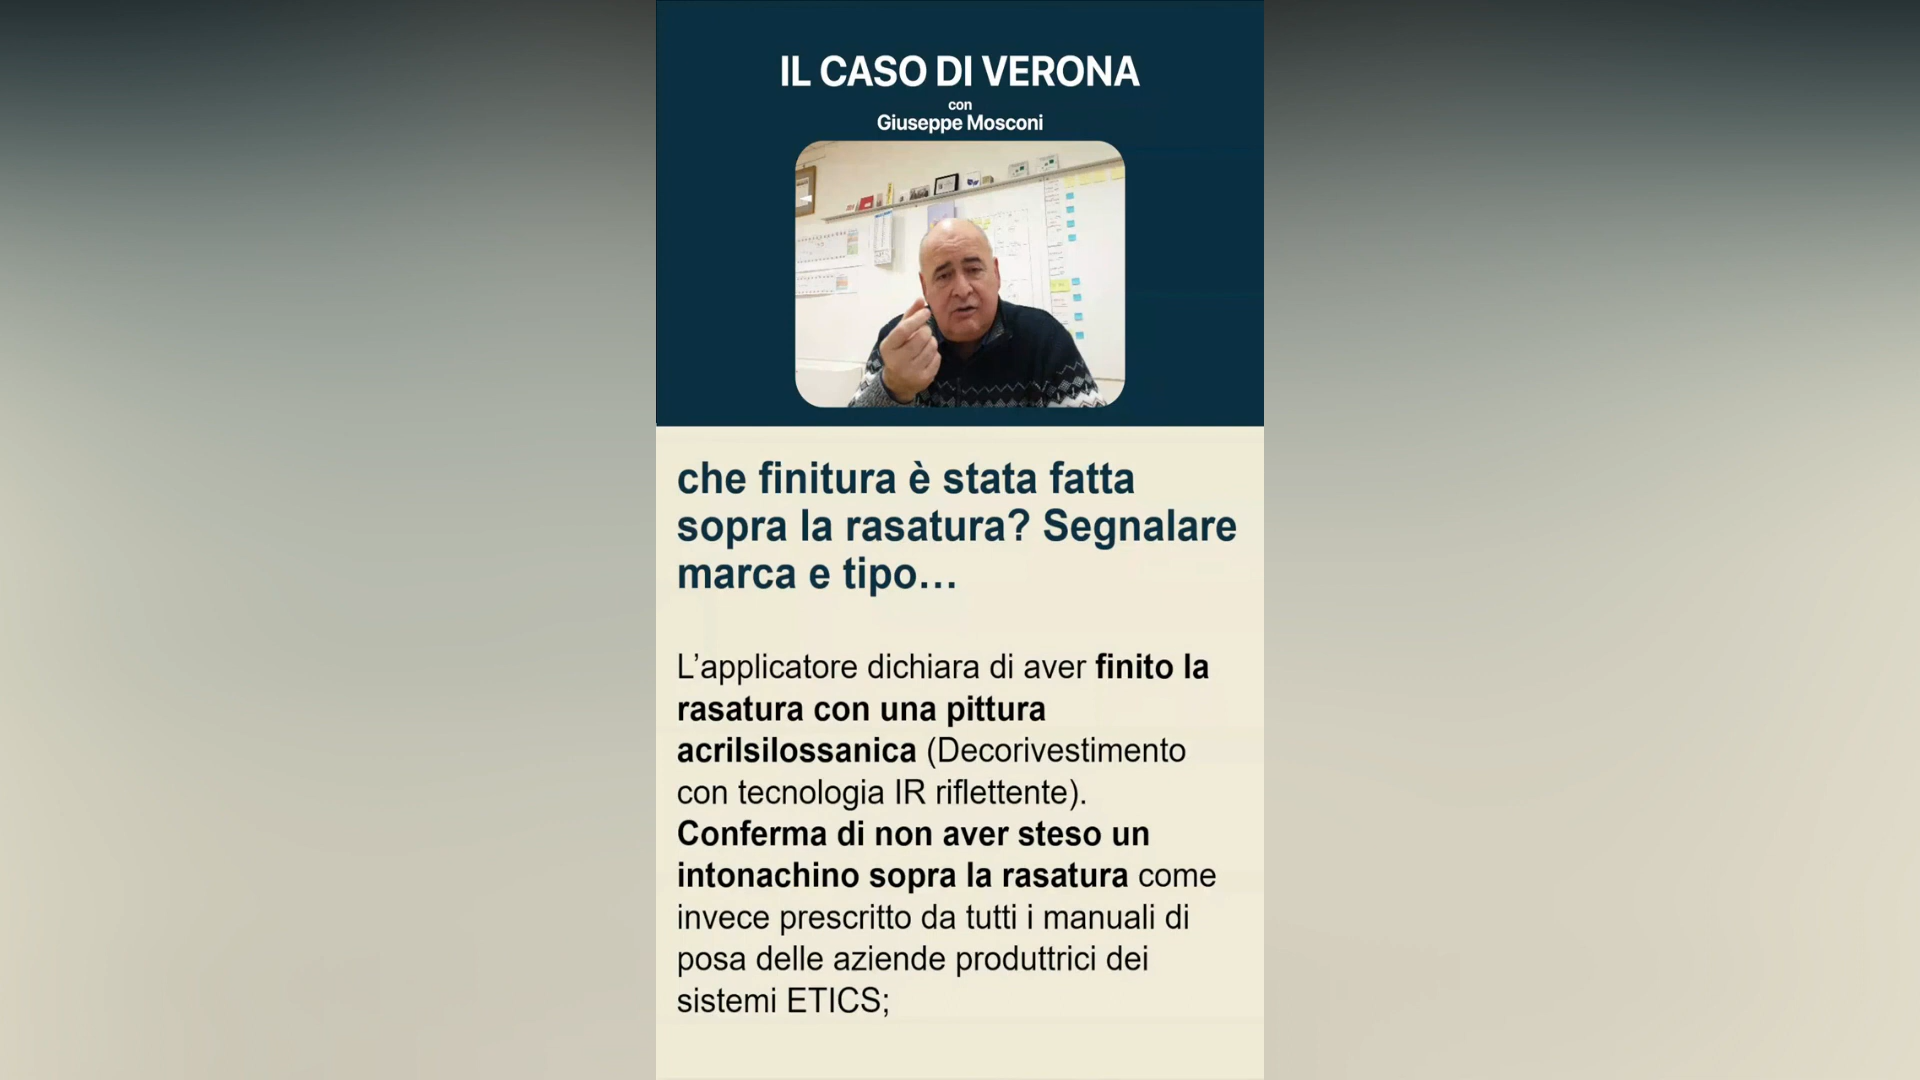 IL CASO DI VERONA
con
Giuseppe Mosconi
che finitura è stata fatta
sopra la rasatura? Segnalare
marca e tipo…
L’applicatore dichiara di aver finito la
rasatura con una pittura
acrilsilossanica (Decorivestimento
con tecnologia IR riflettente).
Conferma di non aver steso un
intonachino sopra la rasatura come
invece prescritto da tutti i manuali di
posa delle aziende produttrici dei
sistemi ETICS;